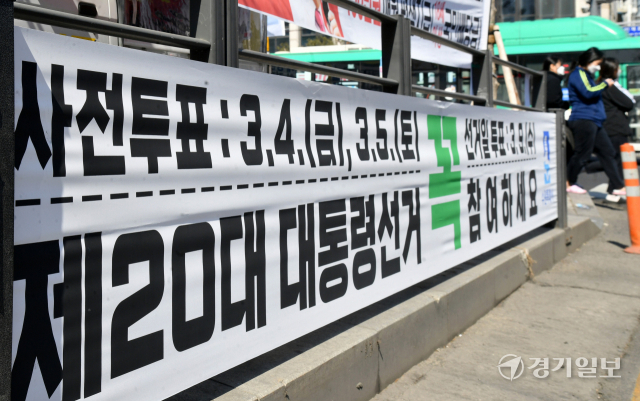 사전투표 : 3.4.(금), 3.5.(토)
제20대 대통령선거
꼭
선거일 투표 : 3.9.(수)
참여하세요
경기일보